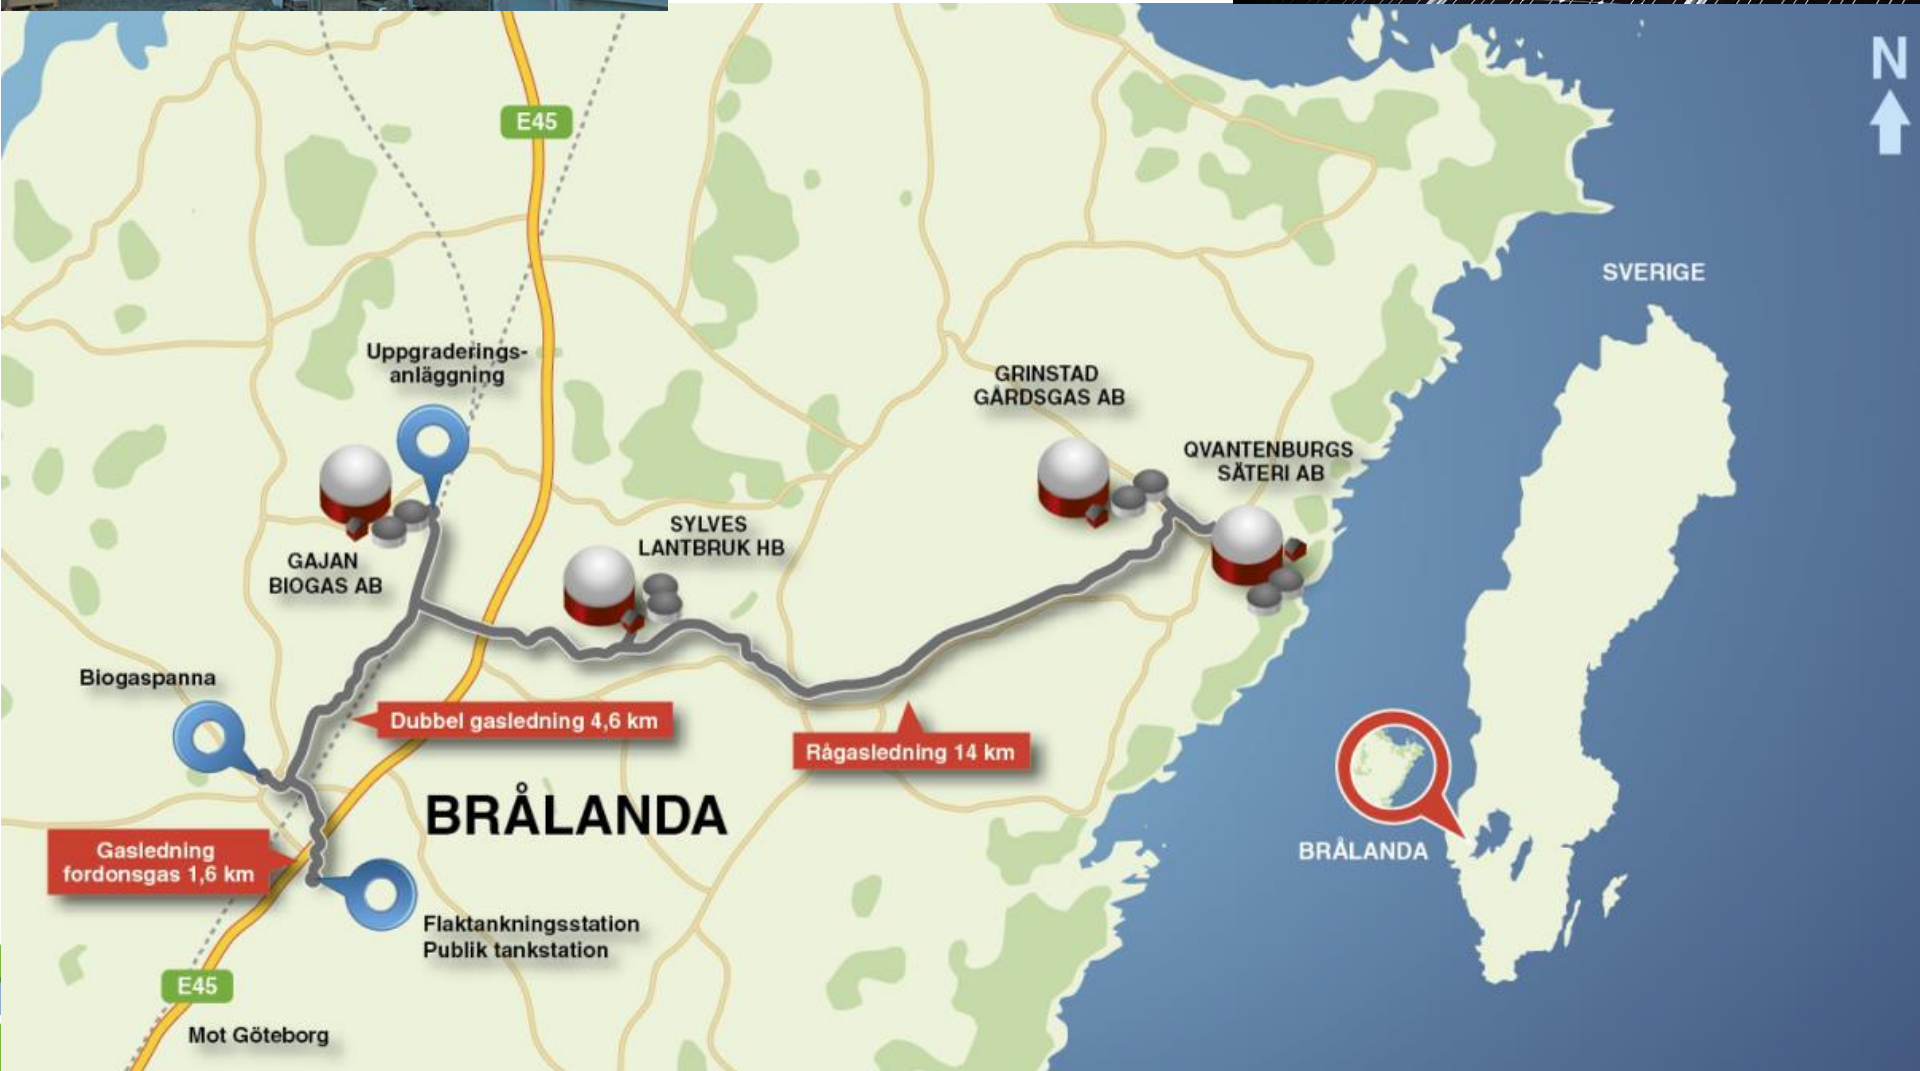 N
E45
SVERIGE
Uppgraderings-
anläggning
GRINSTAD
GÅRDSGAS AB
QVANTENBURGS
SÄTERI AB
SYLVES
LANTBRUK HB
GAJAN
BIOGAS AB
Biogaspanna
Dubbel gasledning 4,6 km
Rågasledning 14 km
BRÅLANDA
Gasledning
fordonsgas 1,6 km
BRÅLANDA
Flaktankningsstation
Publik tankstation
E45
Mot Göteborg